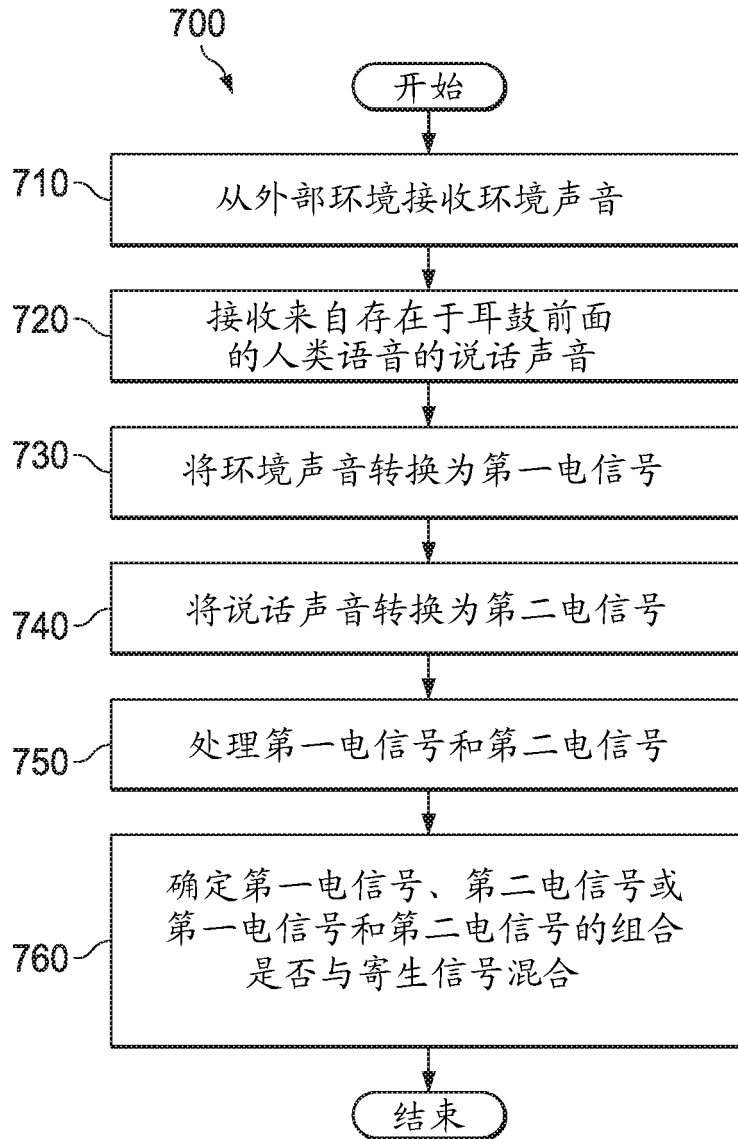 700
开始
710
从外部环境接收环境声音
720
接收来自存在于耳鼓前面
的人类语音的说话声音
730
将环境声音转换为第一电信号
740
将说话声音转换为第二电信号
750
处理第一电信号和第二电信号
760
确定第一电信号、第二电信号或
第一电信号和第二电信号的组合
是否与寄生信号混合
结束